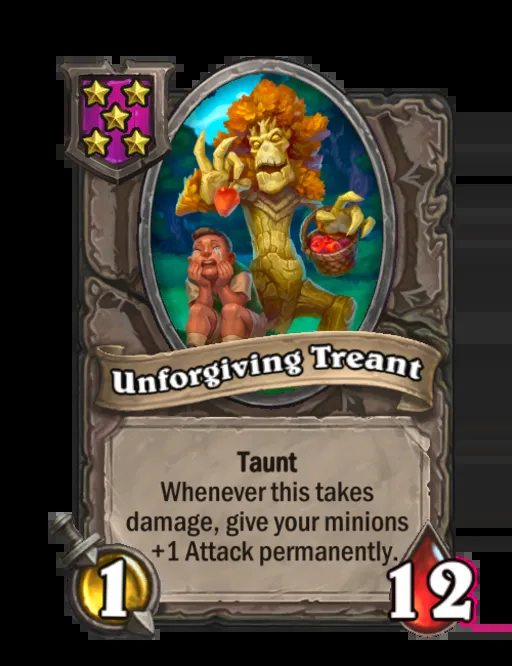 Unforgiving Treant
Taunt
Whenever this takes
damage, give your minions
+1 Attack permanently.
1
12